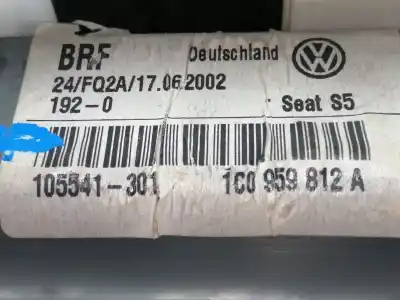 BRF Deutschland
24/FQ2A/17.06.2002
192-0 Seat S5
105541-301 1C0 959 812 A